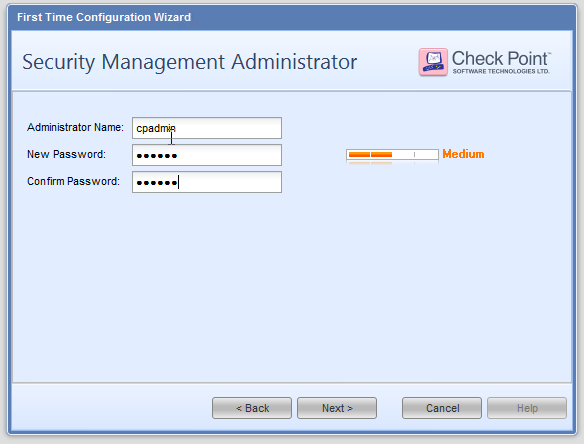 First Time Configuration Wizard
Security Management Administrator
Check Point™
SOFTWARE TECHNOLOGIES LTD.
Administrator Name: cpadmin
New Password: ●●●●●● Medium
Confirm Password: ●●●●●●
< Back Next > Cancel Help